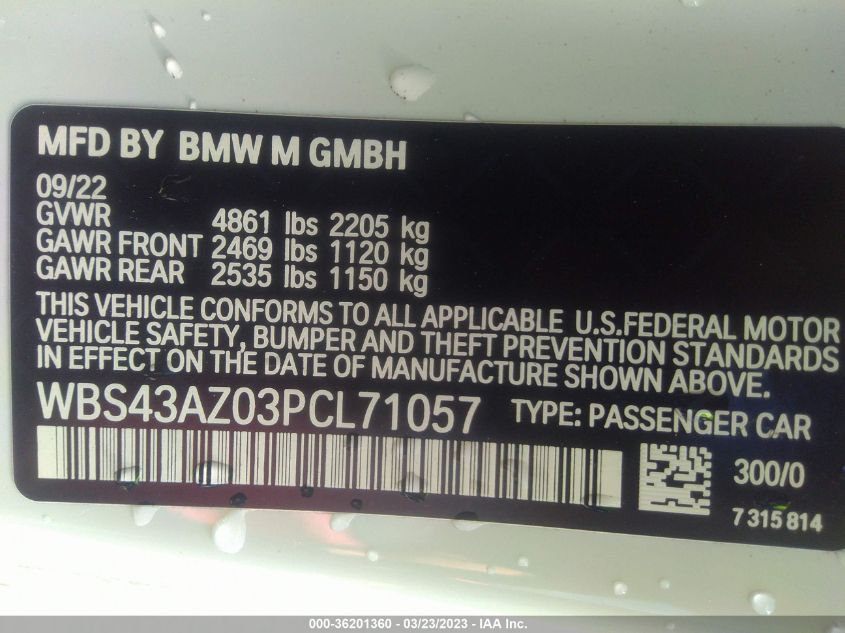 MFD BY BMW M GMBH
09/22
GVWR 4861 lbs 2205 kg
GAWR FRONT 2469 lbs 1120 kg
GAWR REAR 2535 lbs 1150 kg
THIS VEHICLE CONFORMS TO ALL APPLICABLE U.S.FEDERAL MOTOR
VEHICLE SAFETY, BUMPER AND THEFT PREVENTION STANDARDS
IN EFFECT ON THE DATE OF MANUFACTURE SHOWN ABOVE.
WBS43AZ03PCL71057 TYPE: PASSENGER CAR
300/0
7 315 814
000-36201360 - 03/23/2023 - IAA Inc.